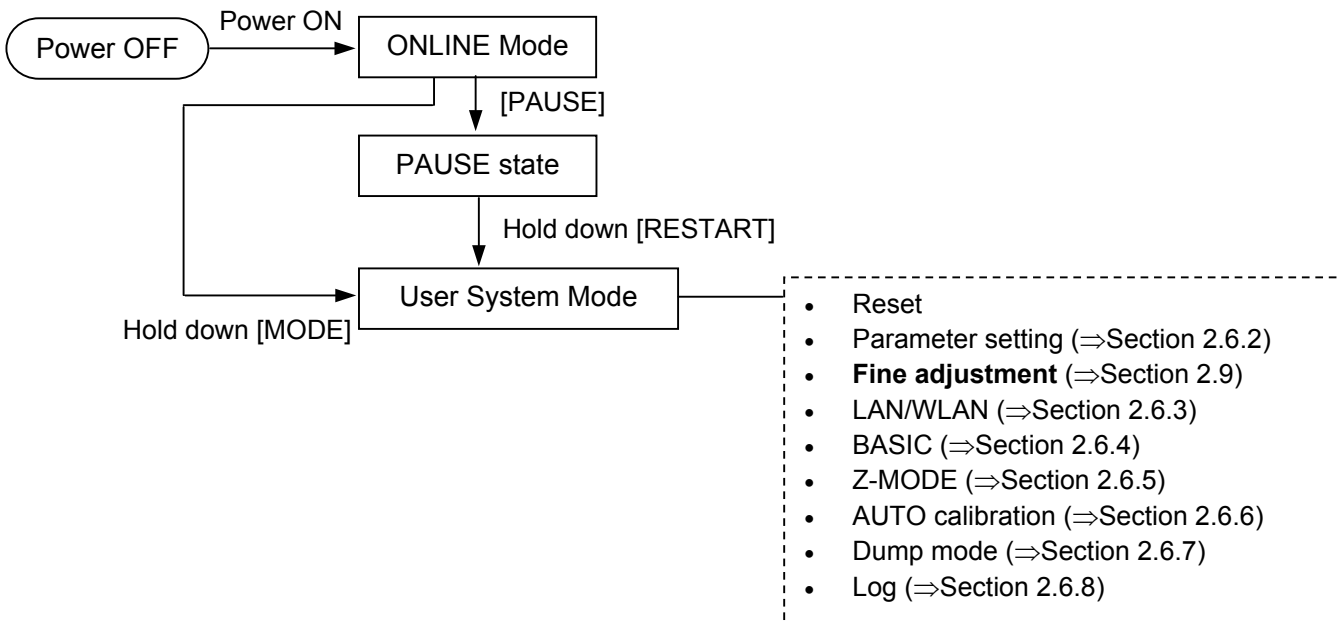 Power ON
Power OFF
ONLINE Mode
[PAUSE]
PAUSE state
Hold down [RESTART]
User System Mode
Hold down [MODE]
• Reset
• Parameter setting (⇒Section 2.6.2)
• Fine adjustment (⇒Section 2.9)
• LAN/WLAN (⇒Section 2.6.3)
• BASIC (⇒Section 2.6.4)
• Z-MODE (⇒Section 2.6.5)
• AUTO calibration (⇒Section 2.6.6)
• Dump mode (⇒Section 2.6.7)
• Log (⇒Section 2.6.8)